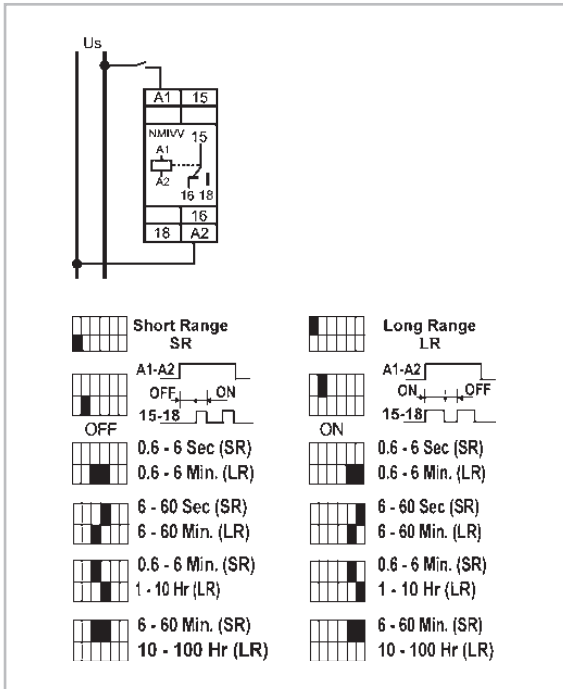 Us
A1 15
NMIVV 15
A1
A2
16 18
16
18 A2
Short Range
SR
A1-A2
OFF ON
15-18
OFF
0.6 - 6 Sec (SR)
0.6 - 6 Min. (LR)
6 - 60 Sec (SR)
6 - 60 Min. (LR)
0.6 - 6 Min. (SR)
1 - 10 Hr (LR)
6 - 60 Min. (SR)
10 - 100 Hr (LR)
Long Range
LR
A1-A2
ON OFF
15-18
ON
0.6 - 6 Sec (SR)
0.6 - 6 Min. (LR)
6 - 60 Sec (SR)
6 - 60 Min. (LR)
0.6 - 6 Min. (SR)
1 - 10 Hr (LR)
6 - 60 Min. (SR)
10 - 100 Hr (LR)